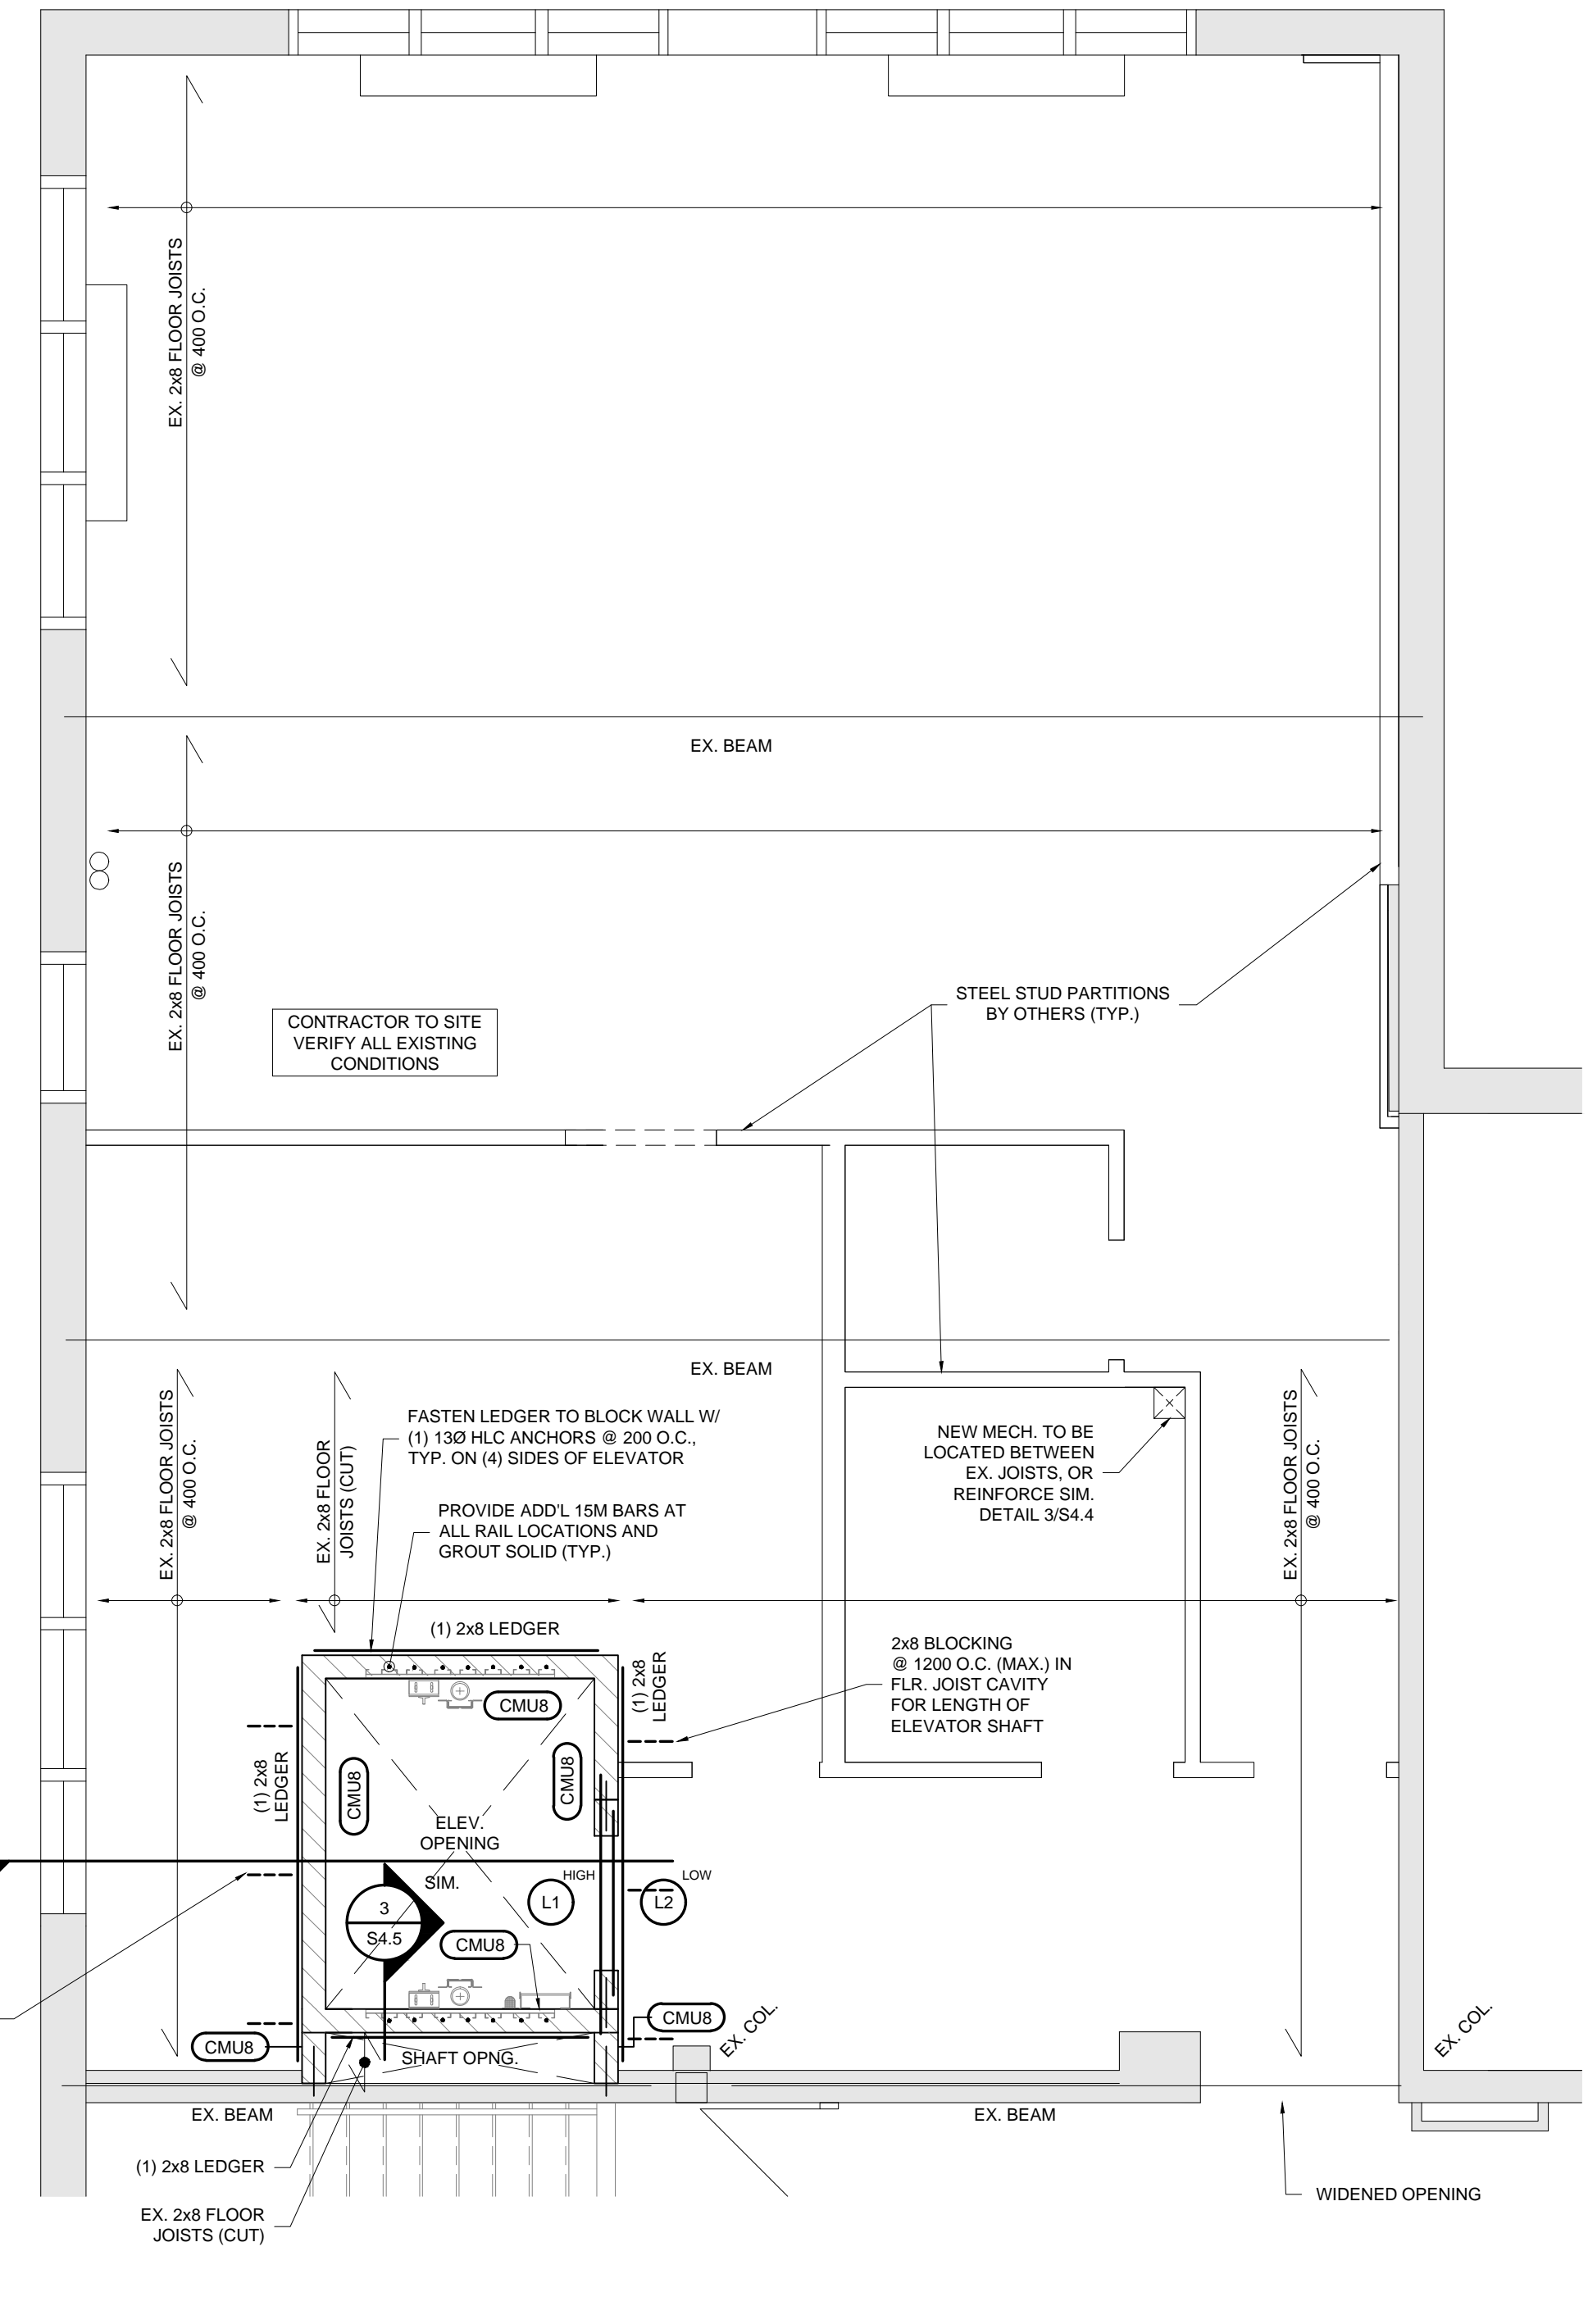 EX. 2x8 FLOOR JOISTS
@ 400 O.C.
EX. BEAM
EX. 2x8 FLOOR JOISTS
@ 400 O.C.
STEEL STUD PARTITIONS
BY OTHERS (TYP.)
CONTRACTOR TO SITE
VERIFY ALL EXISTING
CONDITIONS
EX. BEAM
EX. 2x8 FLOOR JOISTS
@ 400 O.C.
EX. 2x8 FLOOR
JOISTS (CUT)
FASTEN LEDGER TO BLOCK WALL W/
(1) 13Ø HLC ANCHORS @ 200 O.C.,
TYP. ON (4) SIDES OF ELEVATOR
PROVIDE ADD'L 15M BARS AT
ALL RAIL LOCATIONS AND
GROUT SOLID (TYP.)
NEW MECH. TO BE
LOCATED BETWEEN
EX. JOISTS, OR
REINFORCE SIM.
DETAIL 3/S4.4
EX. 2x8 FLOOR JOISTS
@ 400 O.C.
(1) 2x8 LEDGER
(1) 2x8
LEDGER
2x8 BLOCKING
@ 1200 O.C. (MAX.) IN
FLR. JOIST CAVITY
FOR LENGTH OF
ELEVATOR SHAFT
CMU8
(1) 2x8
LEDGER
CMU8
CMU8
ELEV.
OPENING
SIM.
HIGH
LOW
L1
L2
3
S4.5
CMU8
CMU8
CMU8
EX. COL.
EX. COL.
SHAFT OPNG.
EX. BEAM
EX. BEAM
(1) 2x8 LEDGER
WIDENED OPENING
EX. 2x8 FLOOR
JOISTS (CUT)